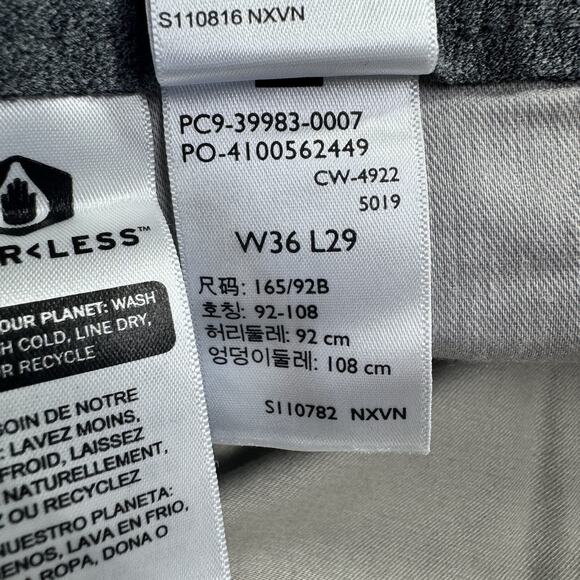 S110816 NXVN
PC9-39983-0007
PO-4100562449
CW-4922
5019
W36 L29
尺码: 165/92B
호칭: 92-108
허리둘레: 92 cm
엉덩이둘레: 108 cm
S110782 NXVN
R<LESS™
OUR PLANET: WASH
COLD, LINE DRY,
RECYCLE
SOIN DE NOTRE
LAVEZ MOINS,
FROID, LAISSEZ
NATURELLEMENT,
OU RECYCLEZ
NUESTRO PLANETA:
LAVA EN FRIO,
ROPA, DONA O